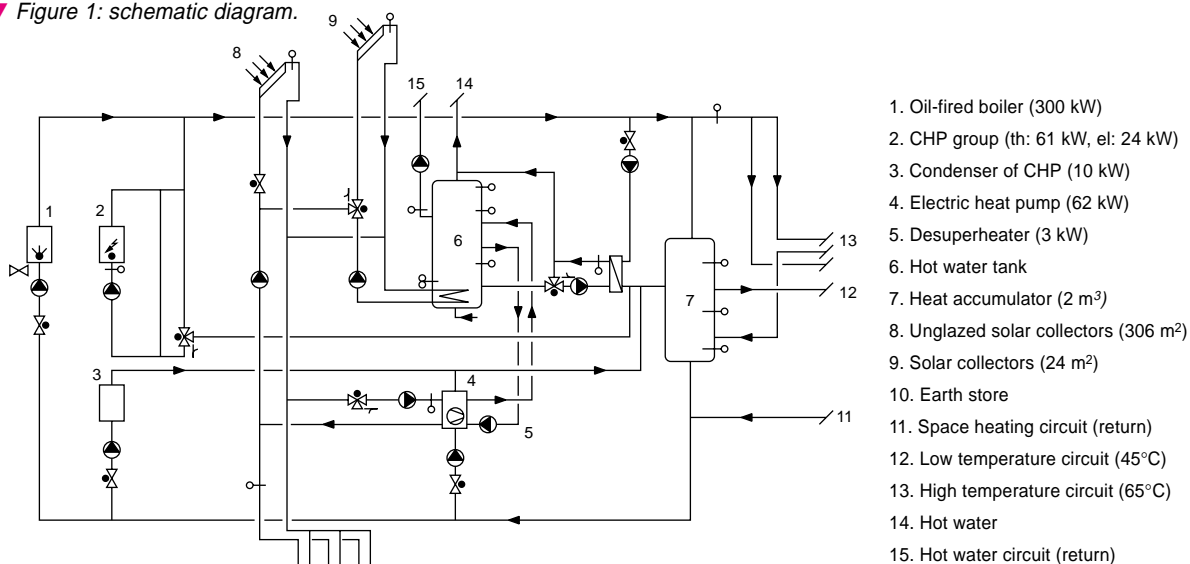 Figure 1: schematic diagram.
9
8
15
14
1
2
6
7
13
12
3
4
5
11
1. Oil-fired boiler (300 kW)
2. CHP group (th: 61 kW, el: 24 kW)
3. Condenser of CHP (10 kW)
4. Electric heat pump (62 kW)
5. Desuperheater (3 kW)
6. Hot water tank
7. Heat accumulator (2 m³)
8. Unglazed solar collectors (306 m²)
9. Solar collectors (24 m²)
10. Earth store
11. Space heating circuit (return)
12. Low temperature circuit (45°C)
13. High temperature circuit (65°C)
14. Hot water
15. Hot water circuit (return)